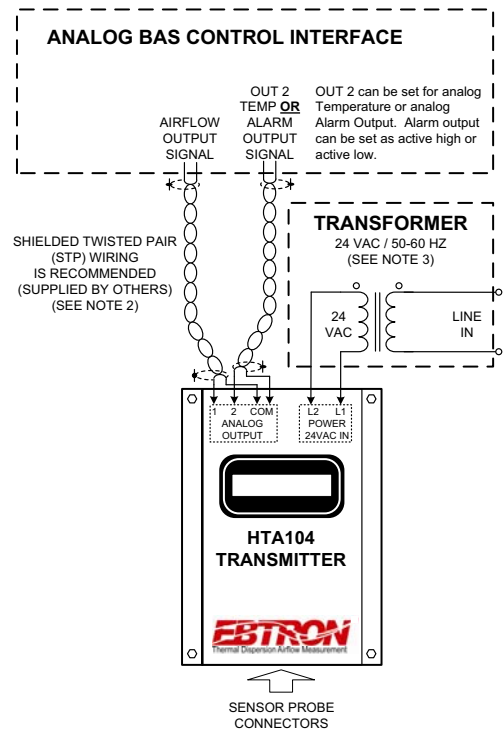 ANALOG BAS CONTROL INTERFACE
AIRFLOW
OUTPUT
SIGNAL
OUT 2
TEMP OR
ALARM
OUTPUT
SIGNAL
OUT 2 can be set for analog
Temperature or analog
Alarm Output. Alarm output
can be set as active high or
active low.
SHIELDED TWISTED PAIR
(STP) WIRING
IS RECOMMENDED
(SUPPLIED BY OTHERS)
(SEE NOTE 2)
TRANSFORMER
24 VAC / 50-60 HZ
(SEE NOTE 3)
24
VAC
LINE
IN
1 2 COM
ANALOG
OUTPUT
L2 L1
POWER
24VAC IN
HTA104
TRANSMITTER
EBTRON
Thermal Dispersion Airflow Measurement
SENSOR PROBE
CONNECTORS